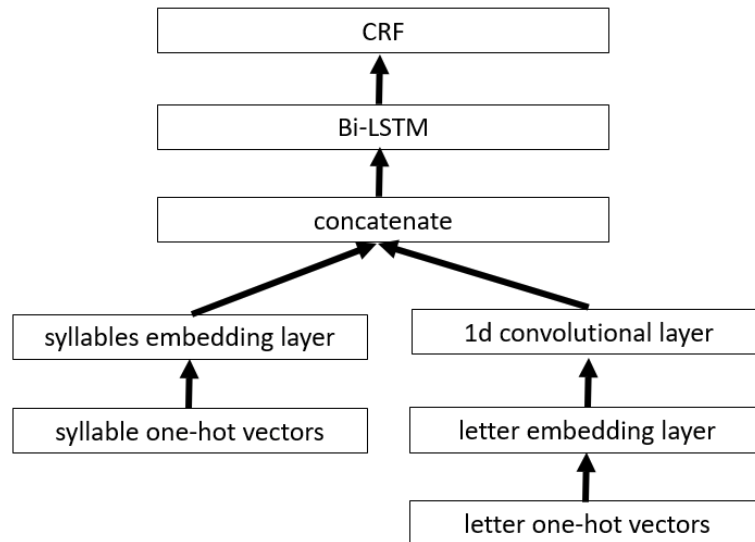 CRF
Bi-LSTM
concatenate
syllables embedding layer
1d convolutional layer
syllable one-hot vectors
letter embedding layer
letter one-hot vectors